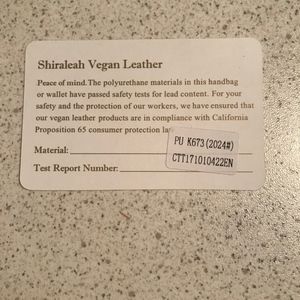 Shiraleah Vegan Leather
Peace of mind.The polyurethane materials in this handbag
or wallet have passed safety tests for lead content. For your
safety and the protection of our workers, we have ensured that
our vegan leather products are in compliance with California
Proposition 65 consumer protection
PU K673(2024#)
Material:
CTT171010422EN
Test Report Number: